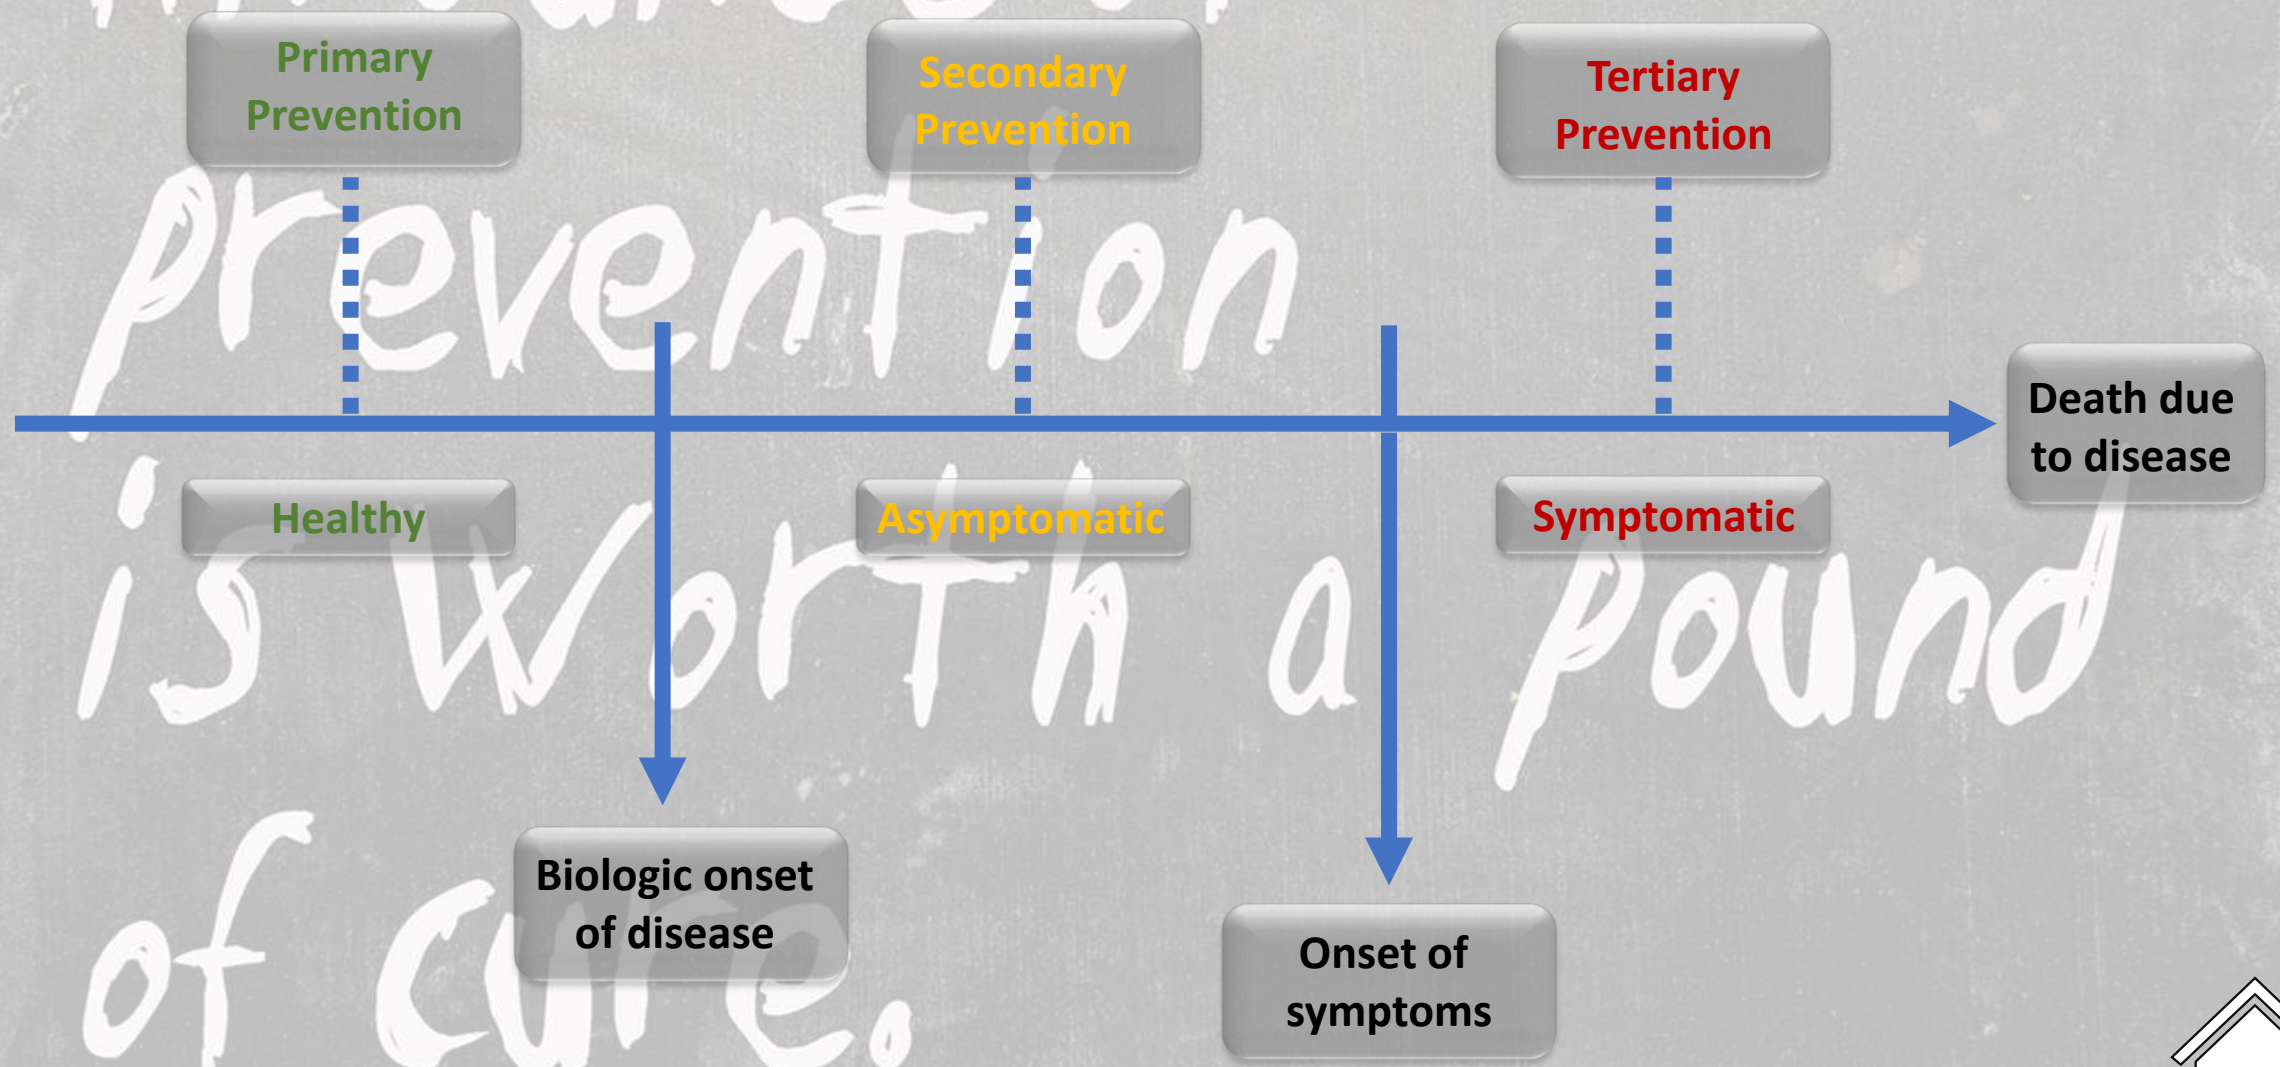 Primary
Prevention
Secondary
Prevention
Tertiary
Prevention
prevention
Death due
to disease
Healthy
Asymptomatic
Symptomatic
is worth a pound
Biologic onset
of disease
Onset of
symptoms
of cure.